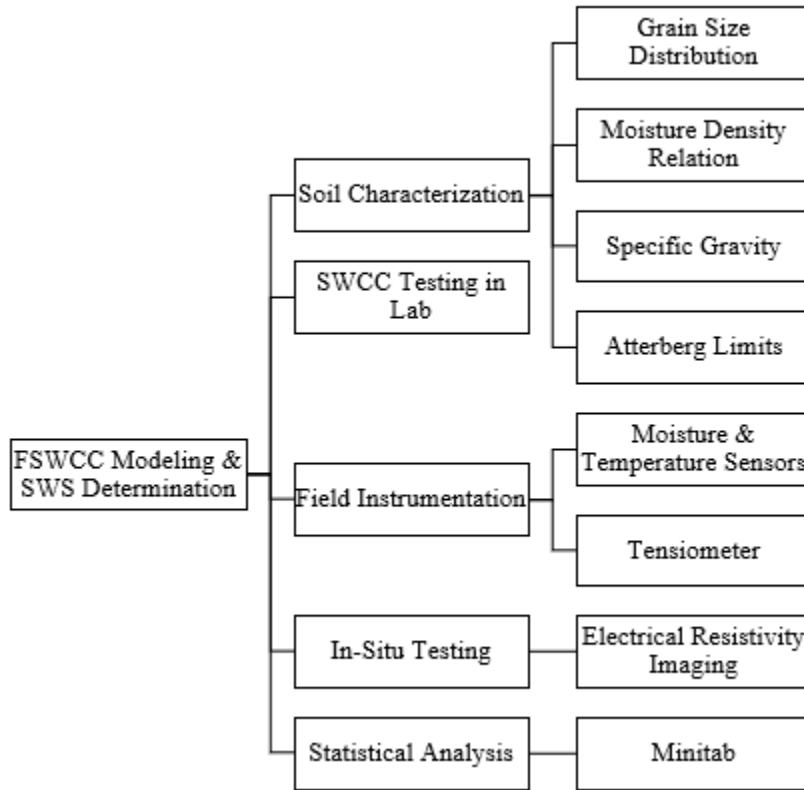 Grain Size
Distribution
Moisture Density
Relation
Soil Characterization
Specific Gravity
SWCC Testing in
Lab
Atterberg Limits
FSWCC Modeling &
SWS Determination
Moisture &
Temperature Sensors
Field Instrumentation
Tensiometer
In-Situ Testing
Electrical Resistivity
Imaging
Statistical Analysis
Minitab